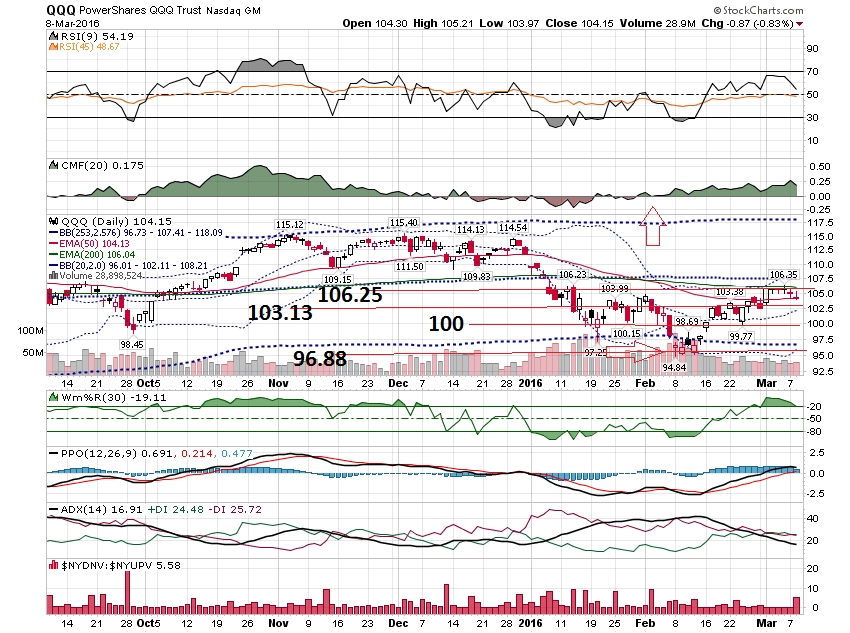 QQQ PowerShares QQQ Trust Nasdaq GM © StockCharts.com
8-Mar-2016 Open 104.30 High 105.21 Low 103.97 Close 104.15 Volume 28.9M Chg -0.87 (-0.83%)
RSI(9) 54.19
RSI(45) 48.67
90
70
50
30
10
CMF(20) 0.175
0.50
0.25
0.00
-0.25
QQQ (Daily) 104.15
BB(253,2.576) 96.73 - 107.41 - 118.09
EMA(50) 104.13
EMA(200) 106.04
BB(20,2.0) 96.01 - 102.11 - 108.21
Volume 28,898,524
115.12
115.40
114.13
114.54
109.15
111.50
109.83
106.23
103.99
106.35
103.38
106.25
103.13
100
96.88
98.45
100.15
98.69
99.77
94.84
117.5
115.0
112.5
110.0
107.5
105.0
102.5
100.0
97.5
95.0
92.5
100M
50M
14 21 28 Oct5 12 19 26 Nov 9 16 23 Dec 7 14 21 28 2016 11 19 25 Feb 8 16 22 Mar 7
Wm%R(30) -19.11
-20
-50
-80
PPO(12,26,9) 0.691, 0.214, 0.477
2.5
0.0
-2.5
ADX(14) 16.91 +DI 24.48 -DI 25.72
40
20
$NYDNV:$NYUPV 5.58
20
10
0
14 21 28 Oct5 12 19 26 Nov 9 16 23 Dec 7 14 21 28 2016 11 19 25 Feb 8 16 22 Mar 7